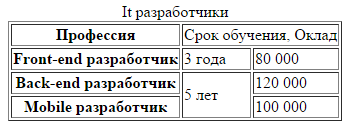 It разработчики
Профессия Срок обучения, Оклад
Front-end разработчик 3 года 80 000
Back-end разработчик 5 лет 120 000
Mobile разработчик 100 000